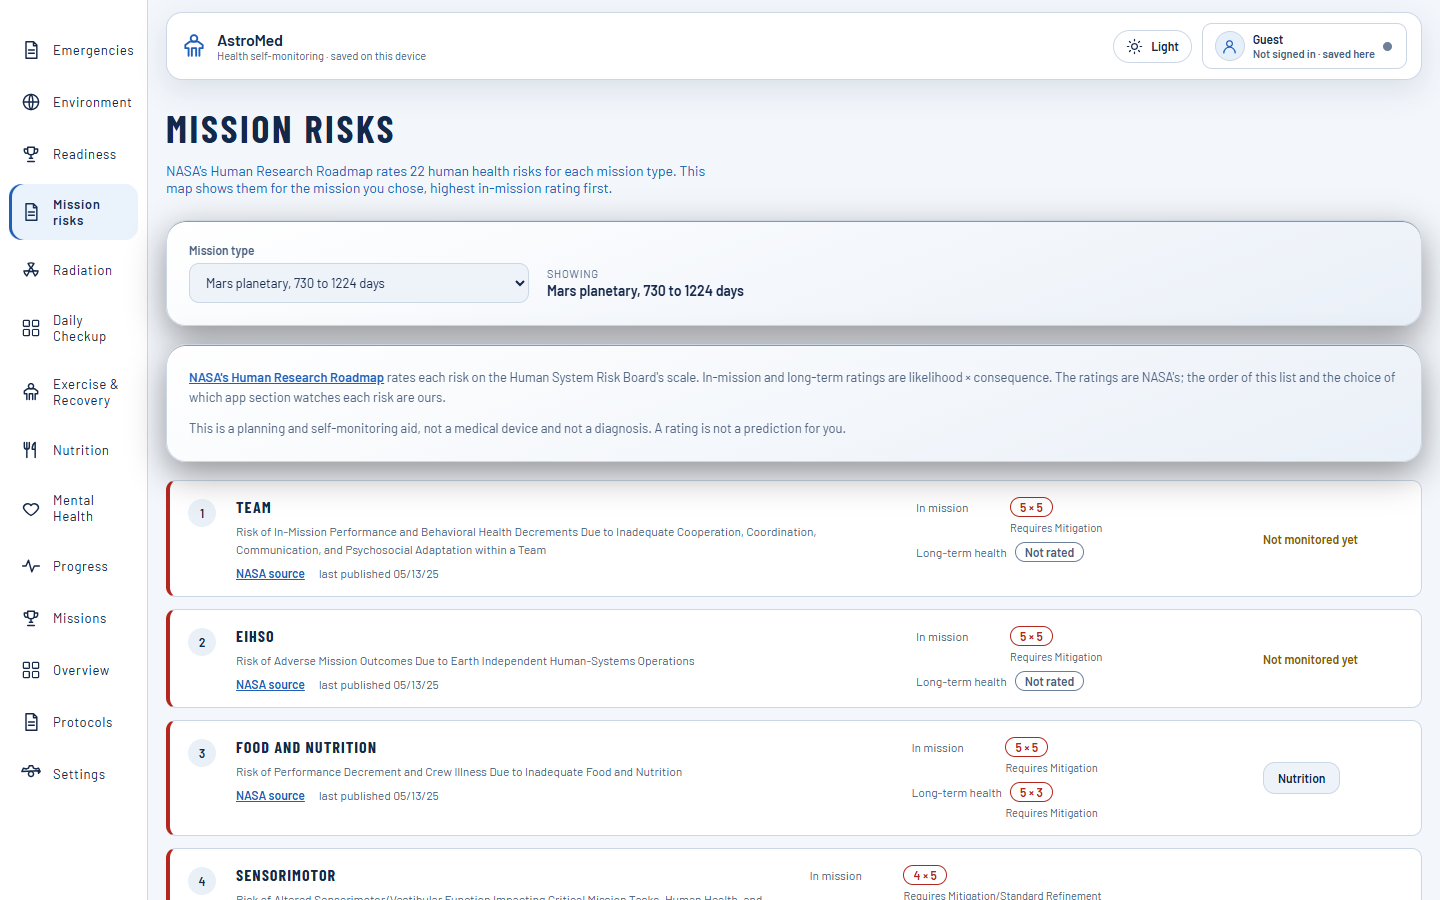 Emergencies
Environment
Readiness
Mission
risks
Radiation
Daily
Checkup
Exercise &
Recovery
Nutrition
Mental
Health
Progress
Missions
Overview
Protocols
Settings
AstroMed
Health self-monitoring · saved on this device
Light
Guest
Not signed in · saved here
MISSION RISKS
NASA's Human Research Roadmap rates 22 human health risks for each mission type. This
map shows them for the mission you chose, highest in-mission rating first.
Mission type
Mars planetary, 730 to 1224 days
SHOWING
Mars planetary, 730 to 1224 days
NASA's Human Research Roadmap rates each risk on the Human System Risk Board's scale. In-mission and long-term ratings are likelihood × consequence. The ratings are NASA's; the order of this list and the choice of
which app section watches each risk are ours.
This is a planning and self-monitoring aid, not a medical device and not a diagnosis. A rating is not a prediction for you.
1
TEAM
Risk of In-Mission Performance and Behavioral Health Decrements Due to Inadequate Cooperation, Coordination,
Communication, and Psychosocial Adaptation within a Team
NASA source last published 05/13/25
In mission 5 × 5
Requires Mitigation
Long-term health Not rated
Not monitored yet
2
EIHSO
Risk of Adverse Mission Outcomes Due to Earth Independent Human-Systems Operations
NASA source last published 05/13/25
In mission 5 × 5
Requires Mitigation
Long-term health Not rated
Not monitored yet
3
FOOD AND NUTRITION
Risk of Performance Decrement and Crew Illness Due to Inadequate Food and Nutrition
NASA source last published 05/13/25
In mission 5 × 5
Requires Mitigation
Long-term health 5 × 3
Requires Mitigation
Nutrition
4
SENSORIMOTOR
Risk of Altered Sensorimotor/Vestibular Function Impacting Critical Mission Tasks, Human Health, and
In mission 4 × 5
Requires Mitigation/Standard Refinement